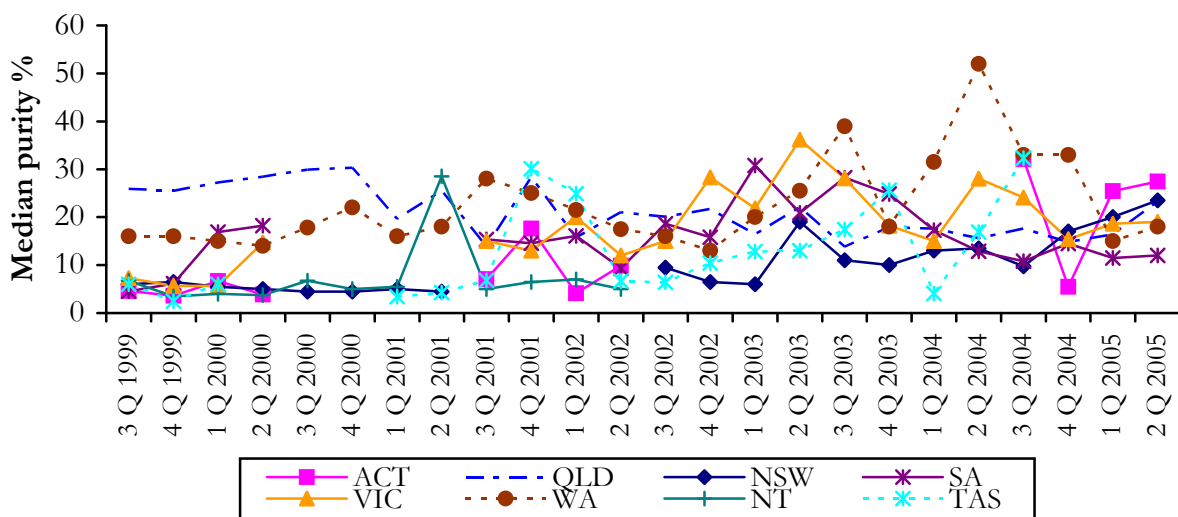 Median purity %
60
50
40
30
20
10
0
3 Q 1999
4 Q 1999
1 Q 2000
2 Q 2000
3 Q 2000
4 Q 2000
1 Q 2001
2 Q 2001
3 Q 2001
4 Q 2001
1 Q 2002
2 Q 2002
3 Q 2002
4 Q 2002
1 Q 2003
2 Q 2003
3 Q 2003
4 Q 2003
1 Q 2004
2 Q 2004
3 Q 2004
4 Q 2004
1 Q 2005
2 Q 2005
ACT QLD NSW SA
VIC WA NT TAS